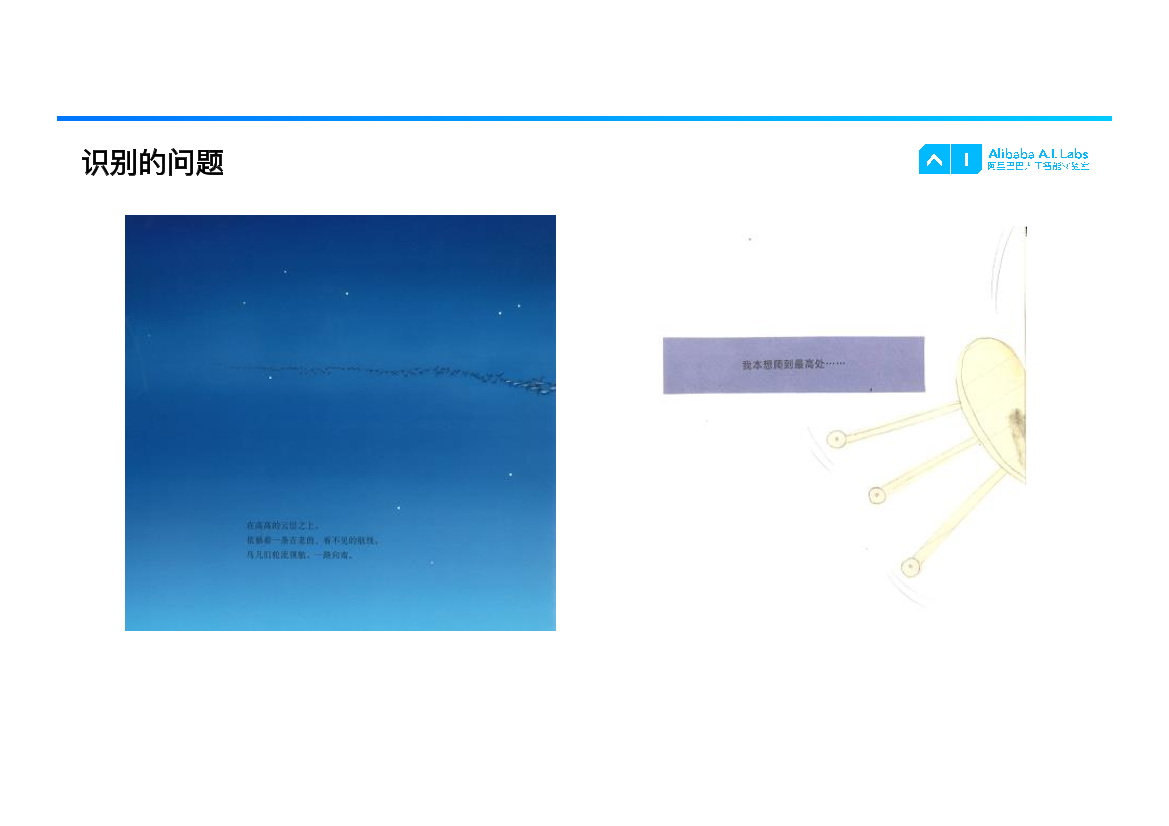 识别的问题
Alibaba A.I. Labs
阿里巴巴人工智能实验室
在高高的云层之上，
依循着一条古老的、看不见的航线，
鸟儿们轮流领航，一路向南。
我本想爬到最高处……